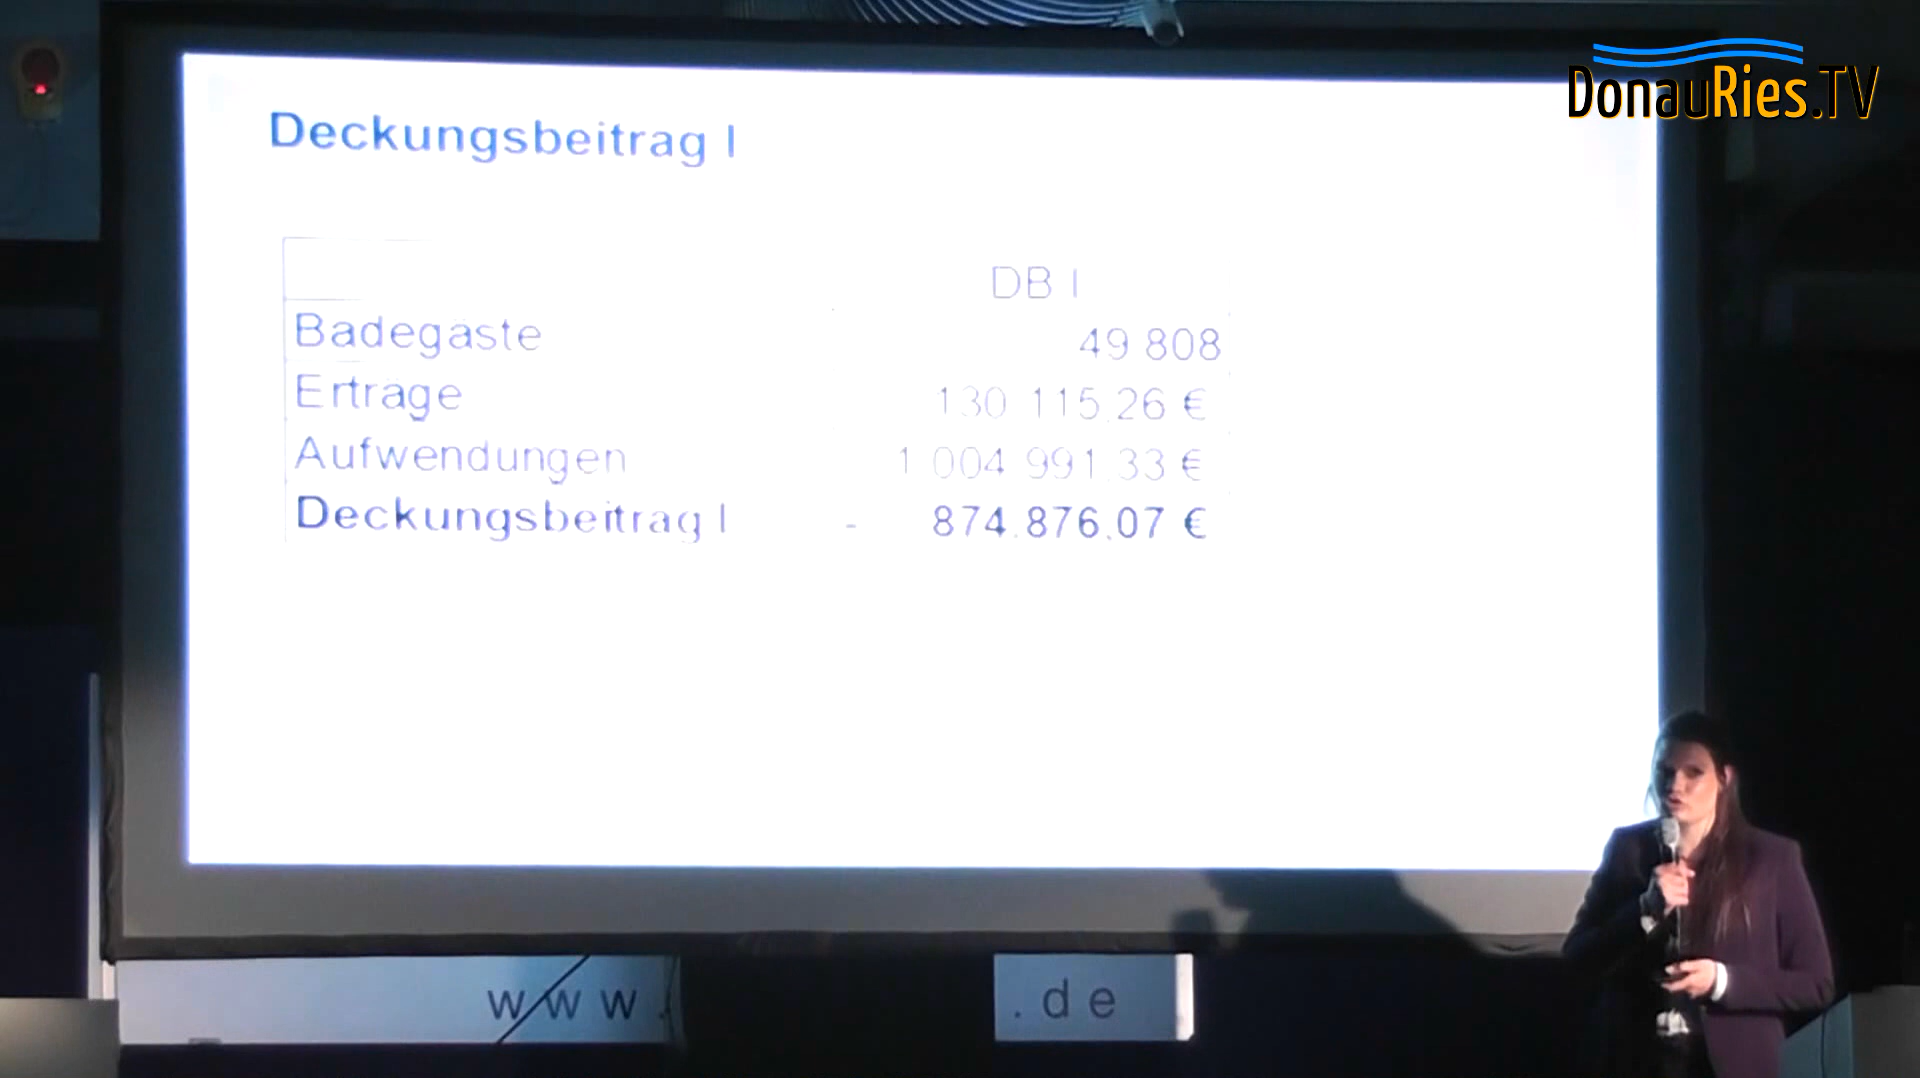 DonauRies.TV
Deckungsbeitrag I
DB I
Badegäste 49 808
Erträge 130 115.26 €
Aufwendungen 1 004 991.33 €
Deckungsbeitrag I - 874.876.07 €
www.
.de